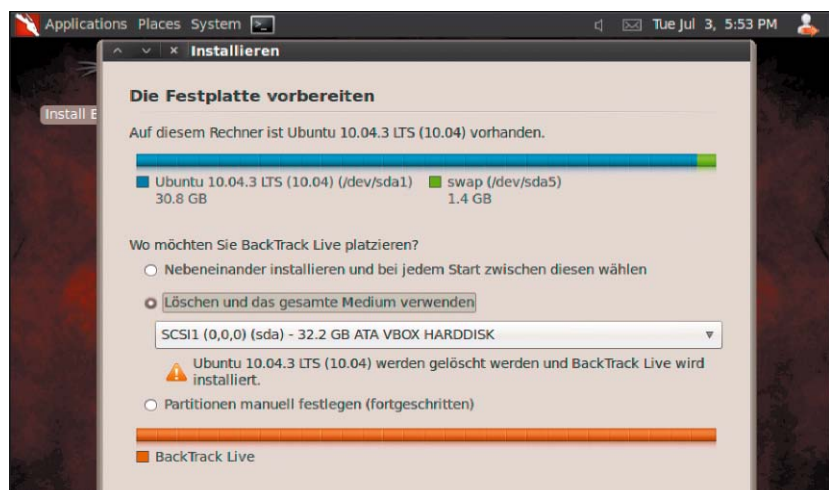 Applications Places System Tue Jul 3, 5:53 PM
Installieren
Install
Die Festplatte vorbereiten
Auf diesem Rechner ist Ubuntu 10.04.3 LTS (10.04) vorhanden.
Ubuntu 10.04.3 LTS (10.04) (/dev/sda1) swap (/dev/sda5)
30.8 GB 1.4 GB
Wo möchten Sie BackTrack Live platzieren?
Nebeneinander installieren und bei jedem Start zwischen diesen wählen
Löschen und das gesamte Medium verwenden
SCSI1 (0,0,0) (sda) - 32.2 GB ATA VBOX HARDDISK
Ubuntu 10.04.3 LTS (10.04) werden gelöscht werden und BackTrack Live wird
installiert.
Partitionen manuell festlegen (fortgeschritten)
BackTrack Live